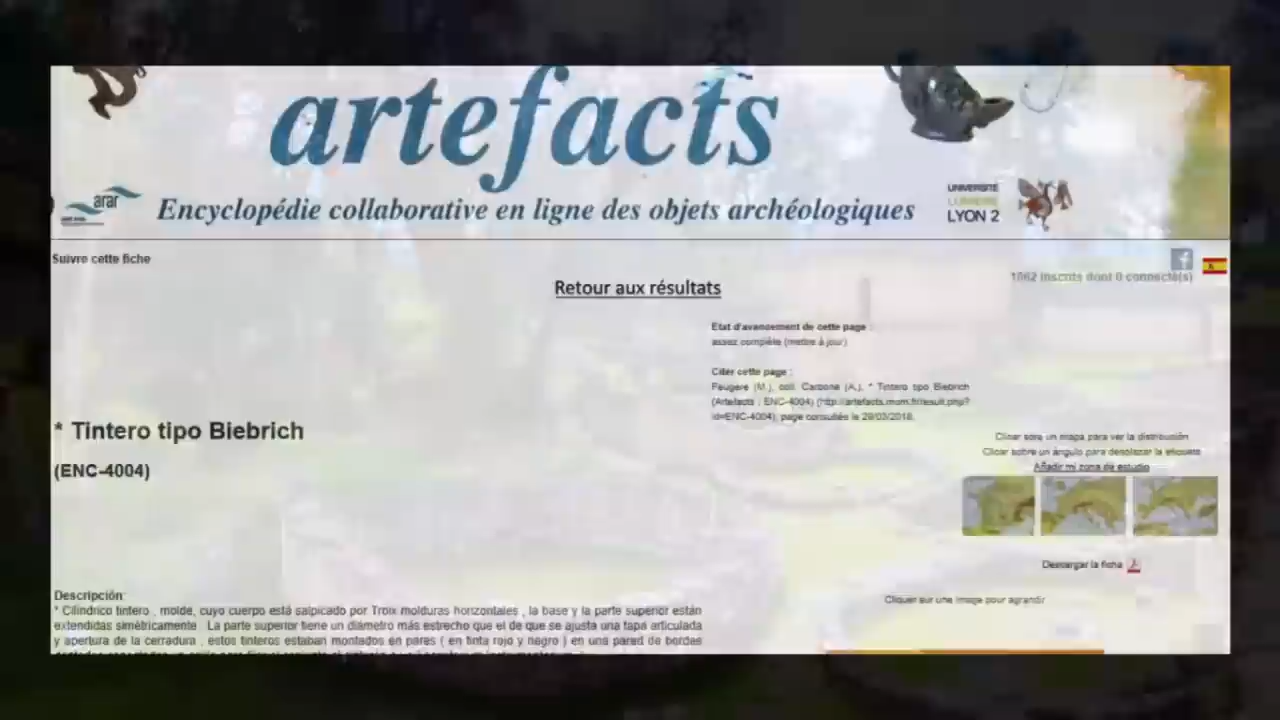 artefacts
arar
Encyclopédie collaborative en ligne des objets archéologiques
UNIVERSITÉ
LUMIÈRE
LYON 2
Suivre cette fiche
1662 inscrits dont 0 connecté(s)
Retour aux résultats
Etat d'avancement de cette page :
assez complète (mettre à jour)
Citer cette page :
Feugère (M.), coll. Carbone (A.), * Tintero tipo Biebrich
(Artefacts : ENC-4004) (http://artefacts.mom.fr/result.php?
id=ENC-4004), page consultée le 29/03/2018.
* Tintero tipo Biebrich
(ENC-4004)
Clicar sore un mapa para ver la distribución
Clicar sobre un ángulo para desplazar la etiqueta
Añadir mi zona de estudio
Descargar la ficha
Cliquer sur une image pour agrandir
Descripción:
* Cilíndrico tintero , molde, cuyo cuerpo está salpicado por Troix molduras horizontales , la base y la parte superior están
extendidas simétricamente . La parte superior tiene un diámetro más estrecho que el de que se ajusta una tapa articulada
y apertura de la cerradura , estos tinteros estaban montados en pares ( en tinta rojo y negro ) en una pared de bordes